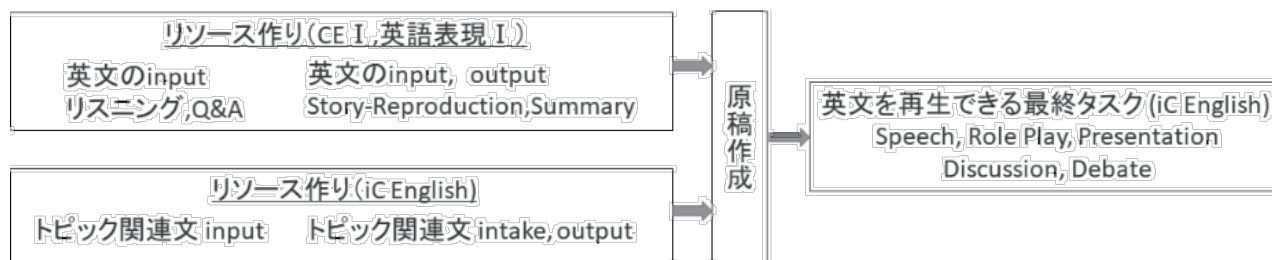 リソース作り(CEⅠ,英語表現Ⅰ)
英文のinput 英文のinput, output
リスニング,Q&A Story-Reproduction,Summary
リソース作り(iC English)
トピック関連文 input トピック関連文 intake,output
原稿作成
英文を再生できる最終タスク(iC English)
Speech, Role Play, Presentation
Discussion, Debate